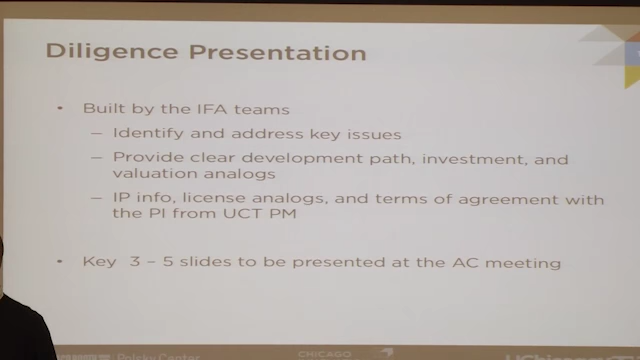 Diligence Presentation
• Built by the IFA teams
– Identify and address key issues
– Provide clear development path, investment, and
valuation analogs
– IP info, license analogs, and terms of agreement with
the PI from UCT PM
• Key 3 – 5 slides to be presented at the AC meeting
Polsky Center
CHICAGO